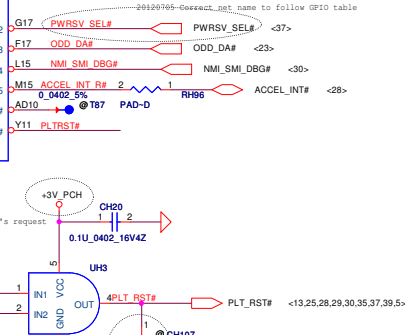 20120705 Correct net name to follow GPIO table
G17 PWRSV_SEL# PWRSV_SEL# <37>
F17 ODD_DA# ODD_DA# <23>
L15 NMI_SMI_DBG# NMI_SMI_DBG# <30>
M15 ACCEL_INT_R# 2 1 ACCEL_INT# <28>
0_0402_5% RH96
AD10 @ T87 PAD~D
Y11 PLTRST#
+3V_PCH
's request
CH20
1 2
0.1U_0402_16V4Z
5 UH3
VCC
1 IN1
OUT 4 PLT_RST# PLT_RST# <13,25,28,29,30,35,37,39,5>
2 IN2
GND
1
@ CH107